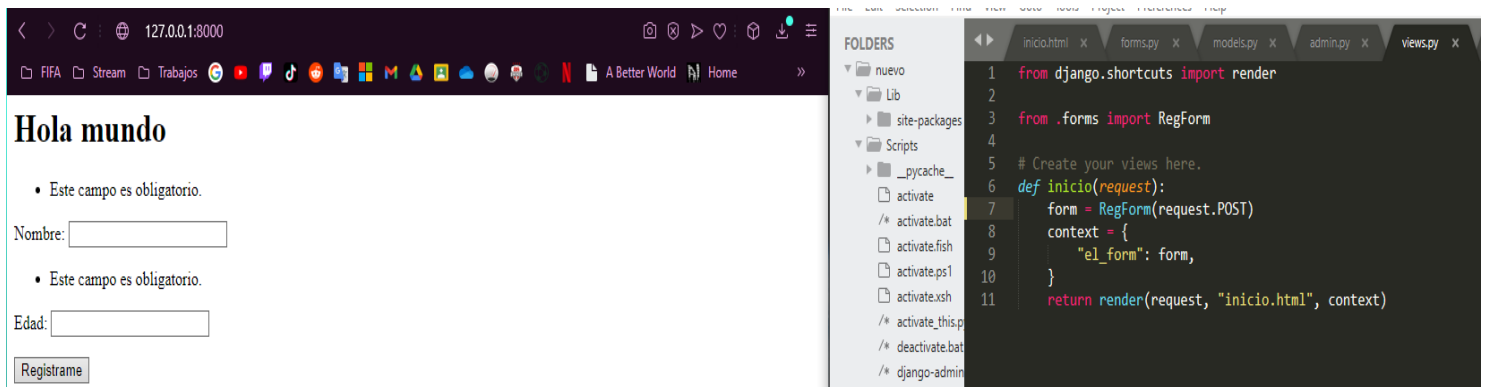 127.0.0.1:8000
FIFA Stream Trabajos A Better World Home »
Hola mundo
• Este campo es obligatorio.
Nombre:
• Este campo es obligatorio.
Edad:
Registrame
FOLDERS
nuevo
Lib
site-packages
Scripts
__pycache__
activate
/* activate.bat
activate.fish
activate.ps1
activate.xsh
/* activate_this.p
/* deactivate.bat
/* django-admin
inicio.html x forms.py x models.py x admin.py x views.py x
1 from django.shortcuts import render
2
3 from .forms import RegForm
4
5 # Create your views here.
6 def inicio(request):
7 form = RegForm(request.POST)
8 context = {
9 "el_form": form,
10 }
11 return render(request, "inicio.html", context)